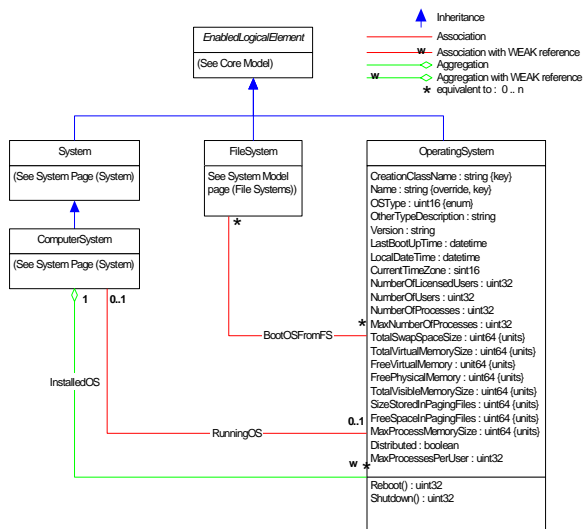 Inheritance
Association
w Association with WEAK reference
Aggregation
w Aggregation with WEAK reference
* equivalent to : 0 .. n
EnabledLogicalElement
(See Core Model)
System
(See System Page (System)
FileSystem
See System Model
page (File Systems))
*
ComputerSystem
(See System Page (System)
1
0..1
OperatingSystem
CreationClassName : string {key}
Name : string {override, key}
OSType : uint16 {enum}
OtherTypeDescription : string
Version : string
LastBootUpTime : datetime
LocalDateTime : datetime
CurrentTimeZone : sint16
NumberOfLicensedUsers : uint32
NumberOfUsers : uint32
NumberOfProcesses : uint32
MaxNumberOfProcesses : uint32
TotalSwapSpaceSize : uint64 {units}
TotalVirtualMemorySize : uint64 {units}
FreeVirtualMemory : unit64 {units}
FreePhysicalMemory : uint64 {units}
TotalVisibleMemorySize : uint64 {units}
SizeStoredInPagingFiles : uint64 {units}
FreeSpaceInPagingFiles : uint64 {units}
MaxProcessMemorySize : uint64 {units}
Distributed : boolean
MaxProcessesPerUser : uint32
Reboot() : uint32
Shutdown() : uint32
BootOSFromFS
*
InstalledOS
RunningOS
0..1
w *